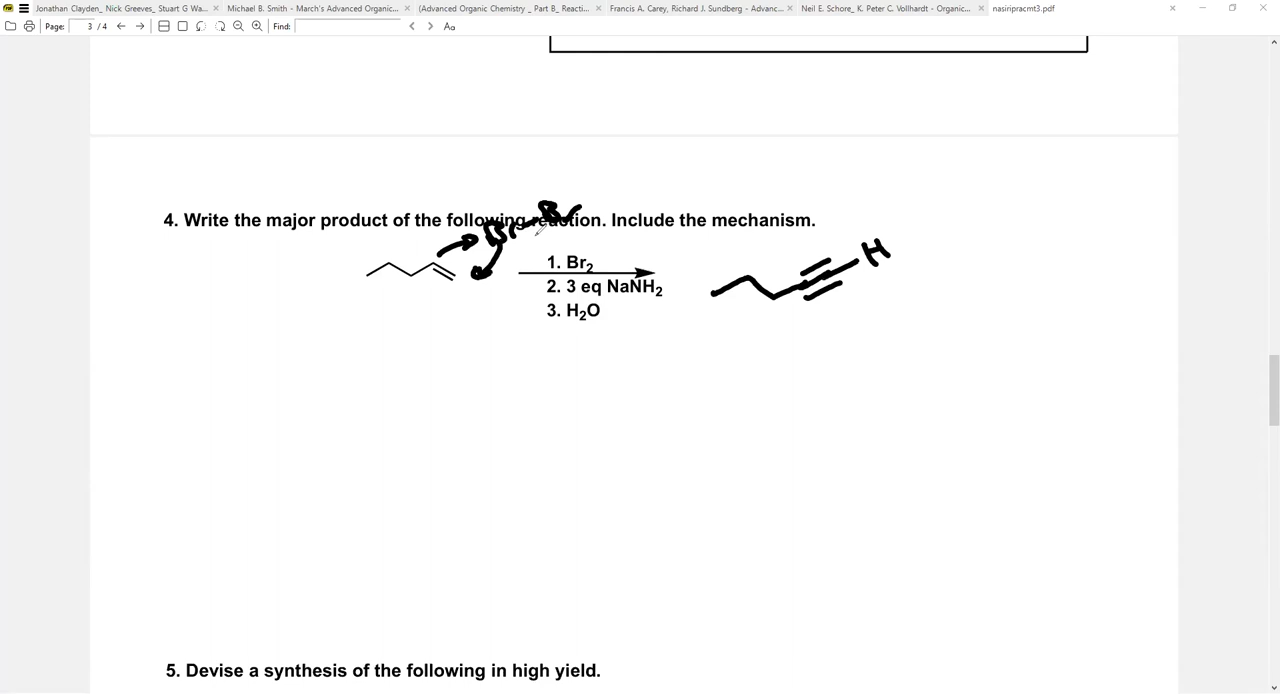 Jonathan Clayden_ Nick Greeves_ Stuart G Wa... × Michael B. Smith - March's Advanced Organic... × (Advanced Organic Chemistry _ Part B_ Reacti... × Francis A. Carey, Richard J. Sundberg - Advanc... × Neil E. Schore_ K. Peter C. Vollhardt - Organic... × nasiripracmt3.pdf ×
Page: 3 / 4 Find: Aa
4. Write the major product of the following reaction. Include the mechanism.
Br Br
H
1. Br2
2. 3 eq NaNH2
3. H2O
5. Devise a synthesis of the following in high yield.